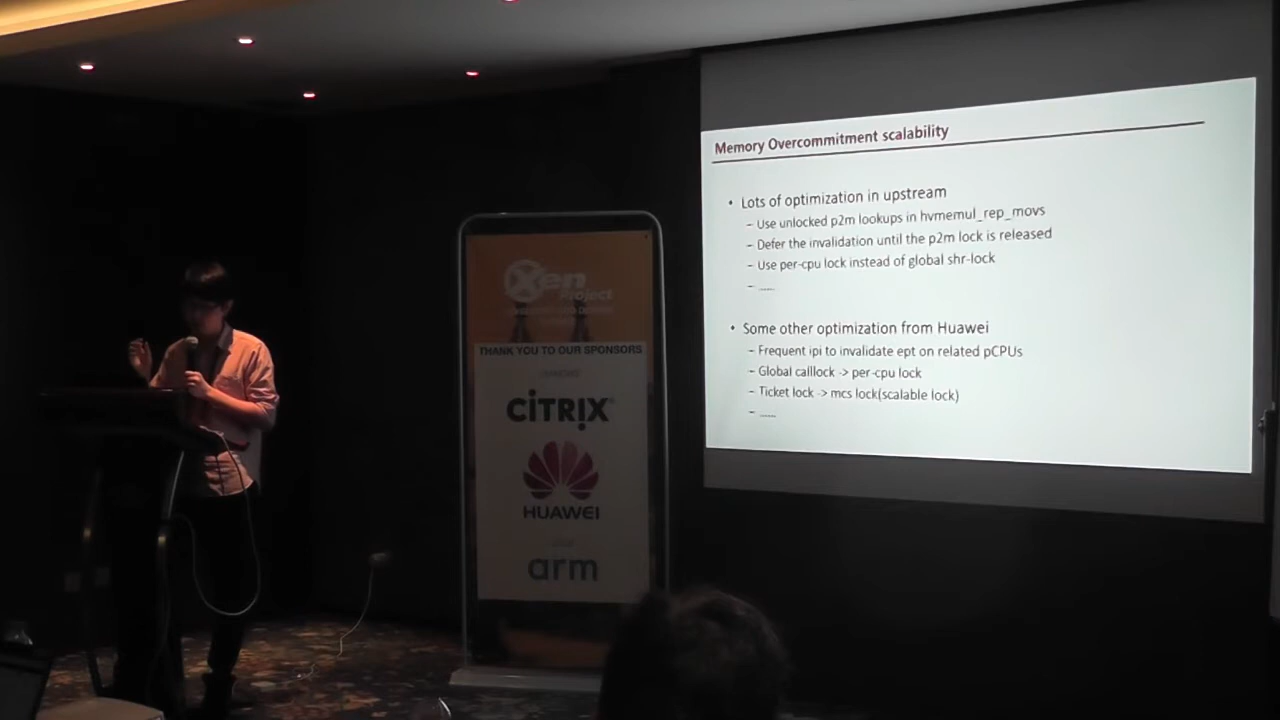 Memory Overcommitment scalability
• Lots of optimization in upstream
– Use unlocked p2m lookups in hvmemul_rep_movs
– Defer the invalidation until the p2m lock is released
– Use per-cpu lock instead of global shr-lock
– ......
• Some other optimization from Huawei
– Frequent ipi to invalidate ept on related pCPUs
– Global calllock -> per-cpu lock
– Ticket lock -> mcs lock(scalable lock)
– ......
Xen
Project
THANK YOU TO OUR SPONSORS
CITRIX
HUAWEI
arm